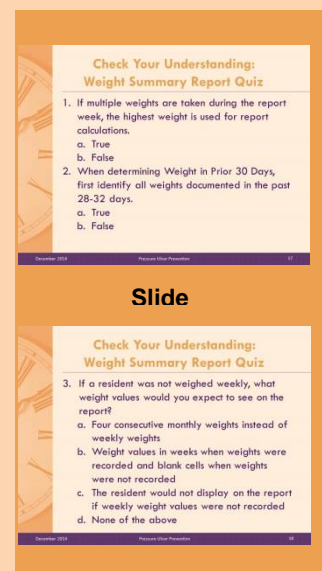 Check Your Understanding:
Weight Summary Report Quiz
1. If multiple weights are taken during the report
week, the highest weight is used for report
calculations.
a. True
b. False
2. When determining Weight in Prior 30 Days,
first identify all weights documented in the past
28-32 days.
a. True
b. False
December 2014
Pressure Ulcer Prevention
57
Slide
Check Your Understanding:
Weight Summary Report Quiz
3. If a resident was not weighed weekly, what
weight values would you expect to see on the
report?
a. Four consecutive monthly weights instead of
weekly weights
b. Weight values in weeks when weights were
recorded and blank cells when weights
were not recorded
c. The resident would not display on the report
if weekly weight values were not recorded
d. None of the above
December 2014
Pressure Ulcer Prevention
58